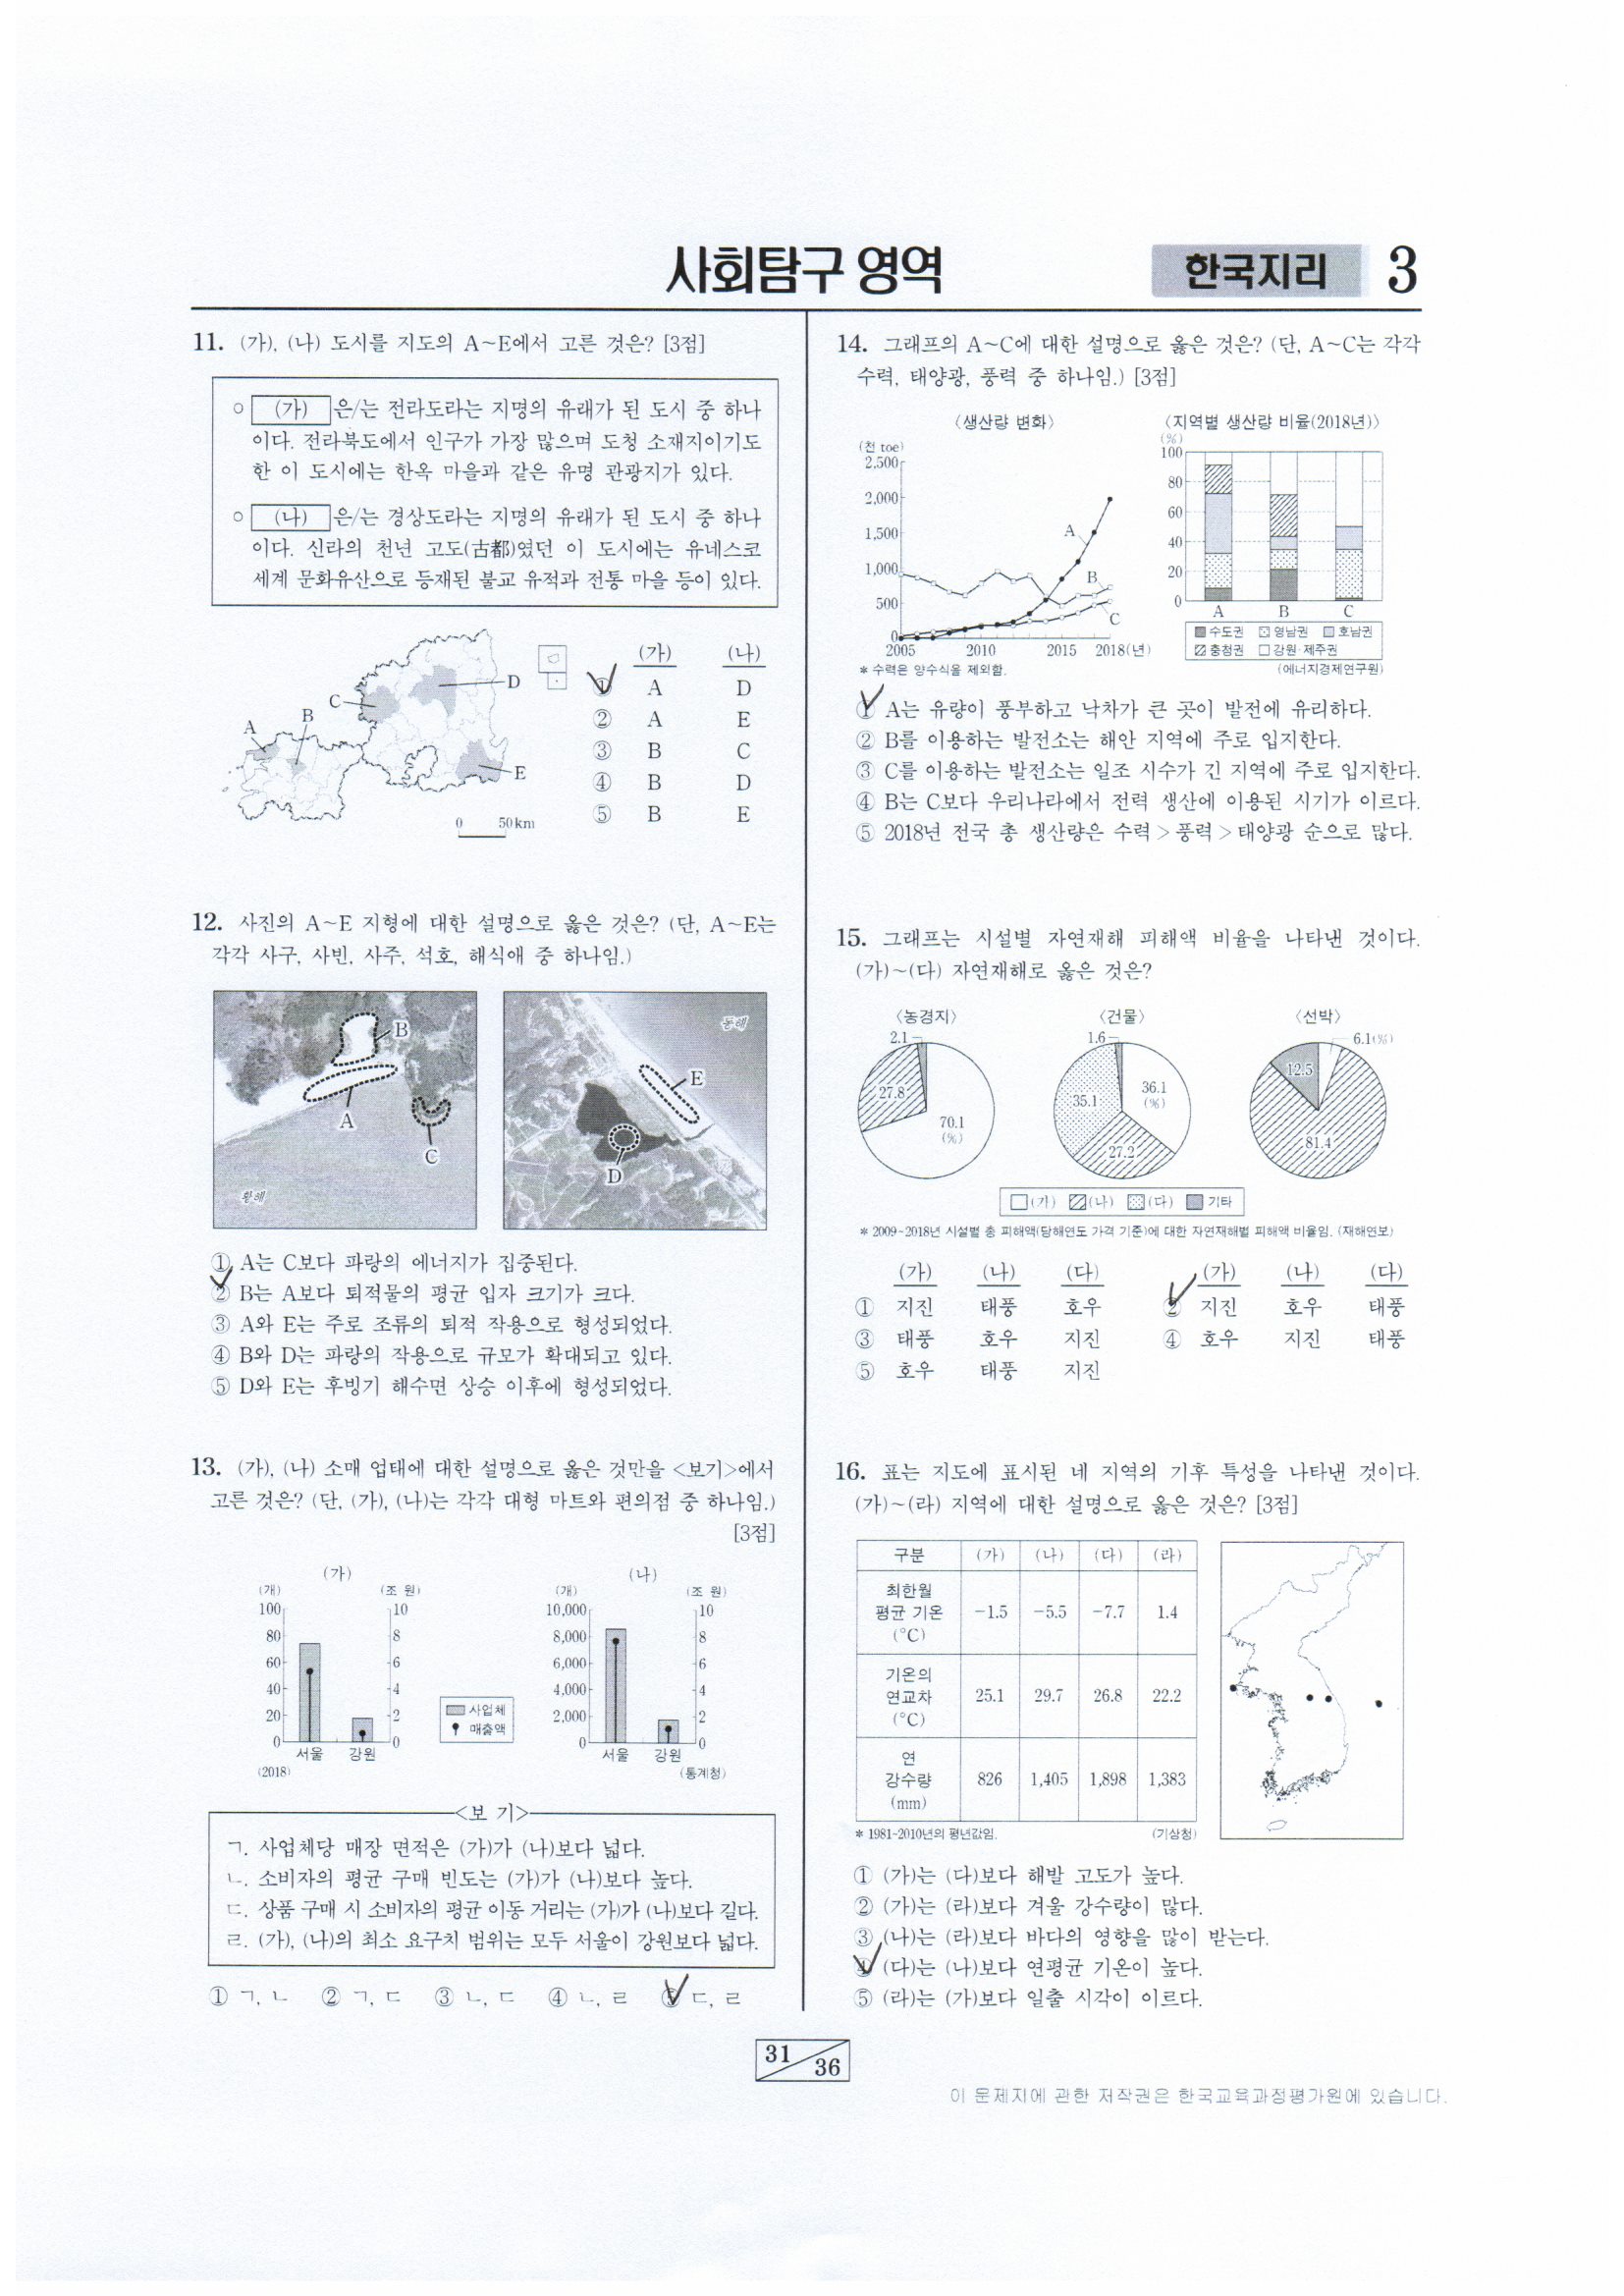 사회탐구 영역
한국지리 3
11. (가), (나) 도시를 지도의 A~E에서 고른 것은? [3점]
○ (가) 은/는 전라도라는 지명의 유래가 된 도시 중 하나
이다. 전라북도에서 인구가 가장 많으며 도청 소재지이기도
한 이 도시에는 한옥 마을과 같은 유명 관광지가 있다.
○ (나) 은/는 경상도라는 지명의 유래가 된 도시 중 하나
이다. 신라의 천년 고도(古都)였던 이 도시에는 유네스코
세계 문화유산으로 등재된 불교 유적과 전통 마을 등이 있다.
A
B
C
D
E
0 50km
(가) (나)
① A D
② A E
③ B C
④ B D
⑤ B E
12. 사진의 A~E 지형에 대한 설명으로 옳은 것은? (단, A~E는
각각 사구, 사빈, 사주, 석호, 해식애 중 하나임.)
B
A
C
황해
동해
E
D
① A는 C보다 파랑의 에너지가 집중된다.
② B는 A보다 퇴적물의 평균 입자 크기가 크다.
③ A와 E는 주로 조류의 퇴적 작용으로 형성되었다.
④ B와 D는 파랑의 작용으로 규모가 확대되고 있다.
⑤ D와 E는 후빙기 해수면 상승 이후에 형성되었다.
13. (가), (나) 소매 업태에 대한 설명으로 옳은 것만을 <보기>에서
고른 것은? (단, (가), (나)는 각각 대형 마트와 편의점 중 하나임.)
[3점]
(가)
(개) (조 원)
100 10
80 8
60 6
40 4
20 2
0 0
서울 강원
(2018)
사업체
매출액
(나)
(개) (조 원)
10,000 10
8,000 8
6,000 6
4,000 4
2,000 2
0 0
서울 강원
(통계청)
<보 기>
ㄱ. 사업체당 매장 면적은 (가)가 (나)보다 넓다.
ㄴ. 소비자의 평균 구매 빈도는 (가)가 (나)보다 높다.
ㄷ. 상품 구매 시 소비자의 평균 이동 거리는 (가)가 (나)보다 길다.
ㄹ. (가), (나)의 최소 요구치 범위는 모두 서울이 강원보다 넓다.
① ㄱ, ㄴ ② ㄱ, ㄷ ③ ㄴ, ㄷ ④ ㄴ, ㄹ ⑤ ㄷ, ㄹ
14. 그래프의 A~C에 대한 설명으로 옳은 것은? (단, A~C는 각각
수력, 태양광, 풍력 중 하나임.) [3점]
<생산량 변화>
(천 toe)
2,500
2,000
1,500
1,000
500
0
A
B
C
2005 2010 2015 2018(년)
* 수력은 양수식을 제외함.
<지역별 생산량 비율(2018년)>
(%)
100
80
60
40
20
0
A B C
수도권 영남권 호남권
충청권 강원·제주권
(에너지경제연구원)
① A는 유량이 풍부하고 낙차가 큰 곳이 발전에 유리하다.
② B를 이용하는 발전소는 해안 지역에 주로 입지한다.
③ C를 이용하는 발전소는 일조 시수가 긴 지역에 주로 입지한다.
④ B는 C보다 우리나라에서 전력 생산에 이용된 시기가 이르다.
⑤ 2018년 전국 총 생산량은 수력 > 풍력 > 태양광 순으로 많다.
15. 그래프는 시설별 자연재해 피해액 비율을 나타낸 것이다.
(가)~(다) 자연재해로 옳은 것은?
<농경지>
2.1
27.8
70.1
(%)
<건물>
1.6
35.1
36.1
(%)
27.2
<선박>
6.1(%)
12.5
81.4
(가) (나) (다) 기타
* 2009~2018년 시설별 총 피해액(당해연도 가격 기준)에 대한 자연재해별 피해액 비율임. (재해연보)
(가) (나) (다) (가) (나) (다)
① 지진 태풍 호우 ② 지진 호우 태풍
③ 태풍 호우 지진 ④ 호우 지진 태풍
⑤ 호우 태풍 지진
16. 표는 지도에 표시된 네 지역의 기후 특성을 나타낸 것이다.
(가)~(라) 지역에 대한 설명으로 옳은 것은? [3점]
구분 (가) (나) (다) (라)
최한월
평균 기온 −1.5 −5.5 −7.7 1.4
(℃)
기온의
연교차 25.1 29.7 26.8 22.2
(℃)
연
강수량 826 1,405 1,898 1,383
(mm)
* 1981~2010년의 평년값임. (기상청)
① (가)는 (다)보다 해발 고도가 높다.
② (가)는 (라)보다 겨울 강수량이 많다.
③ (나)는 (라)보다 바다의 영향을 많이 받는다.
④ (다)는 (나)보다 연평균 기온이 높다.
⑤ (라)는 (가)보다 일출 시각이 이르다.
31 36
이 문제지에 관한 저작권은 한국교육과정평가원에 있습니다.